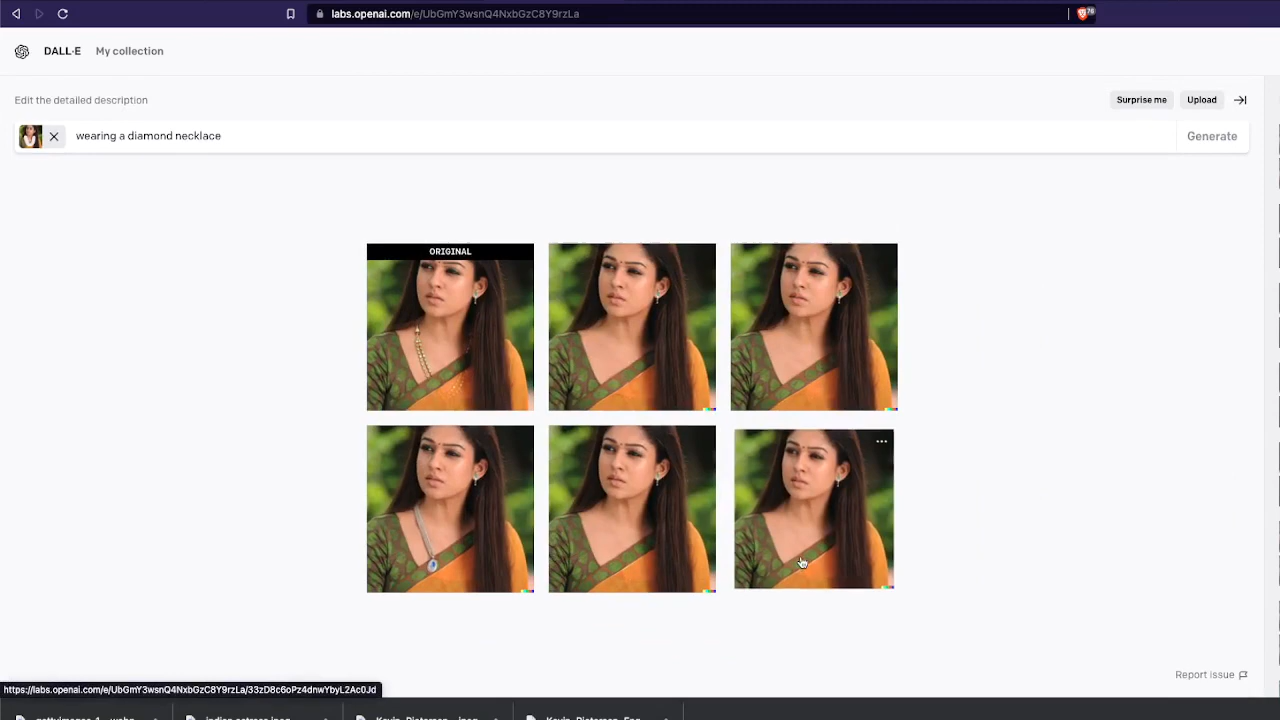 labs.openai.com/e/UbGmY3wsnQ4NxbGzC8Y9rzLa
76
DALL·E My collection
Edit the detailed description
Surprise me Upload
wearing a diamond necklace
Generate
ORIGINAL
Report issue
https://labs.openai.com/e/UbGmY3wsnQ4NxbGzC8Y9rzLa/33zD8c6oPz4dnwYbyL2Ac0Jd